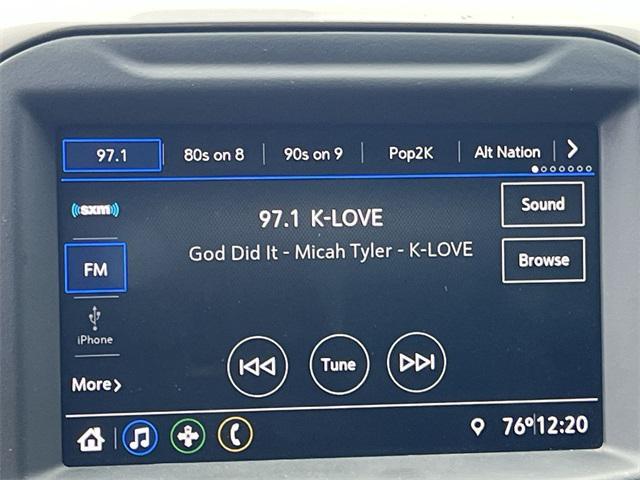 97.1 80s on 8 90s on 9 Pop2K Alt Nation
sxm
97.1 K-LOVE
Sound
God Did It - Micah Tyler - K-LOVE
FM
Browse
iPhone
Tune
More
76° 12:20